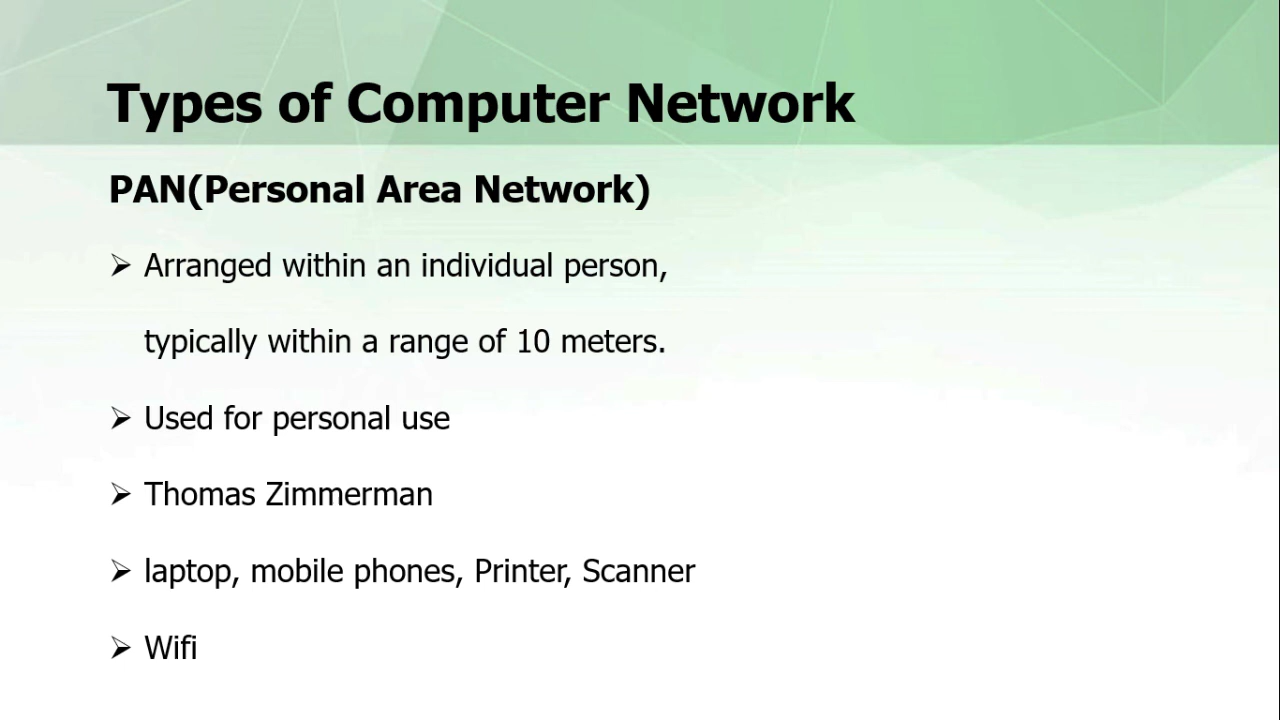 Types of Computer Network
PAN(Personal Area Network)
➢ Arranged within an individual person,
typically within a range of 10 meters.
➢ Used for personal use
➢ Thomas Zimmerman
➢ laptop, mobile phones, Printer, Scanner
➢ Wifi